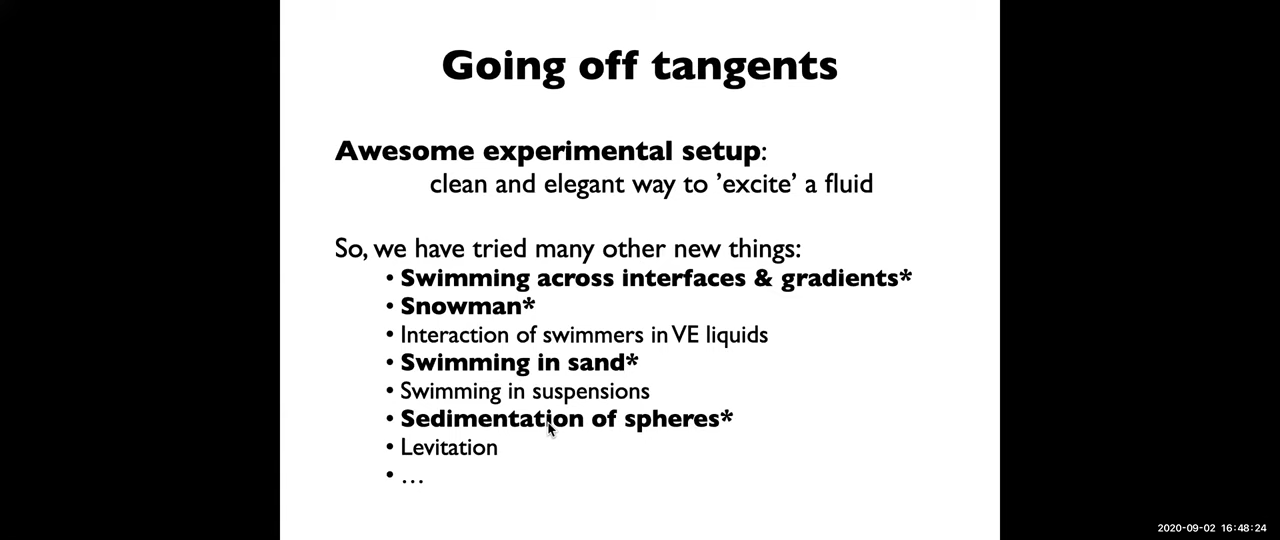 Going off tangents
Awesome experimental setup:
clean and elegant way to ’excite’ a fluid
So, we have tried many other new things:
• Swimming across interfaces & gradients*
• Snowman*
• Interaction of swimmers in VE liquids
• Swimming in sand*
• Swimming in suspensions
• Sedimentation of spheres*
• Levitation
• …
2020-09-02 16:48:24